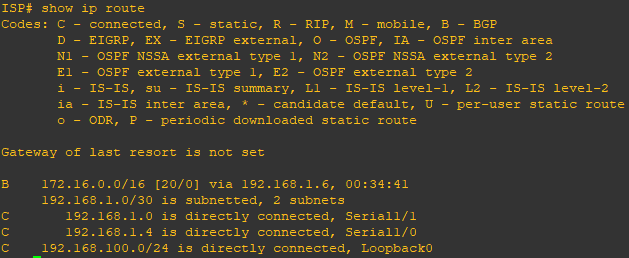 ISP# show ip route
Codes: C - connected, S - static, R - RIP, M - mobile, B - BGP
D - EIGRP, EX - EIGRP external, O - OSPF, IA - OSPF inter area
N1 - OSPF NSSA external type 1, N2 - OSPF NSSA external type 2
E1 - OSPF external type 1, E2 - OSPF external type 2
i - IS-IS, su - IS-IS summary, L1 - IS-IS level-1, L2 - IS-IS level-2
ia - IS-IS inter area, * - candidate default, U - per-user static route
o - ODR, P - periodic downloaded static route
Gateway of last resort is not set
B 172.16.0.0/16 [20/0] via 192.168.1.6, 00:34:41
192.168.1.0/30 is subnetted, 2 subnets
C 192.168.1.0 is directly connected, Serial1/1
C 192.168.1.4 is directly connected, Serial1/0
C 192.168.100.0/24 is directly connected, Loopback0